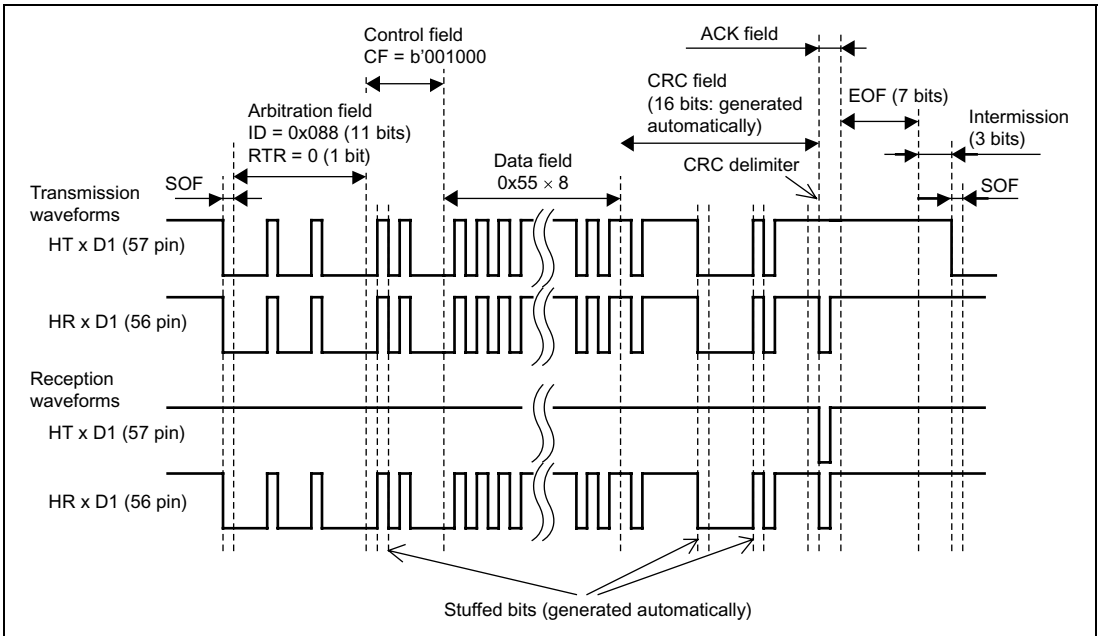 Control field
CF = b'001000
ACK field
CRC field
(16 bits: generated
automatically)
EOF (7 bits)
Arbitration field
ID = 0x088 (11 bits)
RTR = 0 (1 bit)
Intermission
(3 bits)
Data field
0x55 × 8
CRC delimiter
SOF
SOF
Transmission
waveforms
HT x D1 (57 pin)
HR x D1 (56 pin)
Reception
waveforms
HT x D1 (57 pin)
HR x D1 (56 pin)
Stuffed bits (generated automatically)